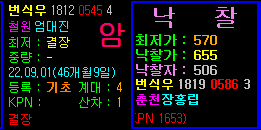 번식우 1812 0545 4
철원 엄대진
암
최저 : 결장
중량 : -
22,09,01(46개월9일)
등록 : 기초 계대 : 4
KPN : 산차 : 1
결장
낙 찰
최저가 : 570
낙찰가 : 655
낙찰자 : 506
번식우 1819 0586 3
춘천장흥립
(PN 1653)